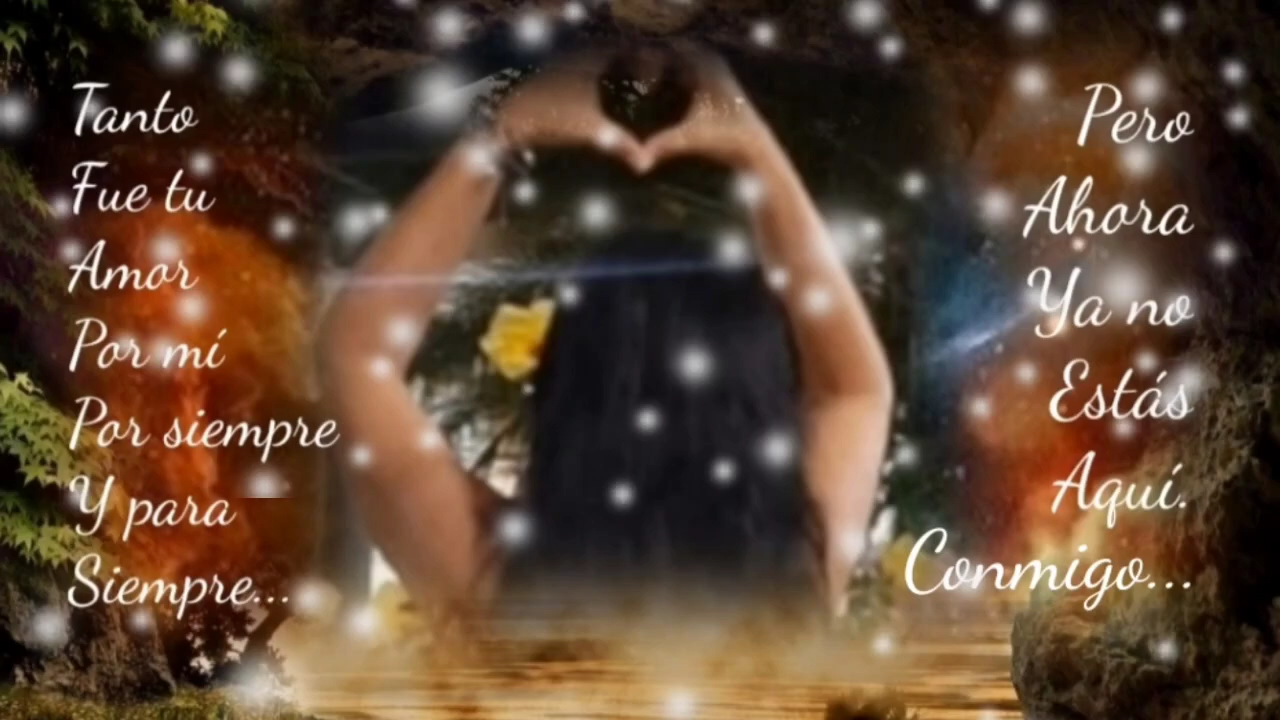 Tanto
Fue tu
Amor
Por mí
Por siempre
Y para
Siempre...
Pero
Ahora
Ya no
Estás
Aquí.
Conmigo...